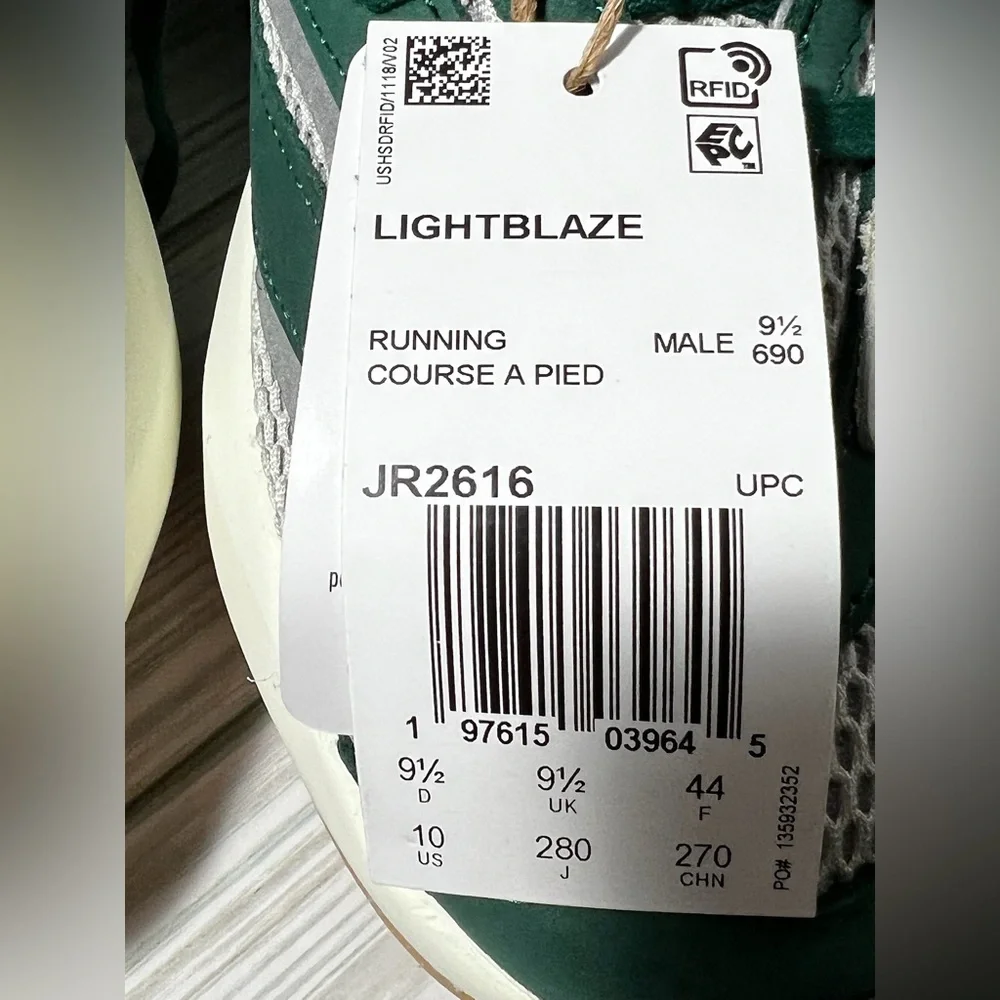 USHSDRFID/1118/V02
RFID
EPC™
LIGHTBLAZE
RUNNING
COURSE A PIED
MALE 9½
690
JR2616 UPC
1 97615 03964 5
9½ 9½ 44
D UK F
10 280 270
US J CHN
PO# 135932352